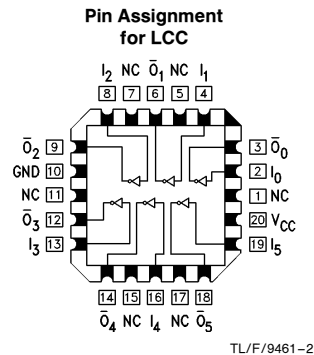 Pin Assignment
for LCC
I2 NC Ō1 NC I1
8 7 6 5 4
Ō2 9
3 Ō0
GND 10
2 I0
NC 11
1 NC
Ō3 12
20 VCC
I3 13
19 I5
14 15 16 17 18
Ō4 NC I4 NC Ō5
TL/F/9461–2